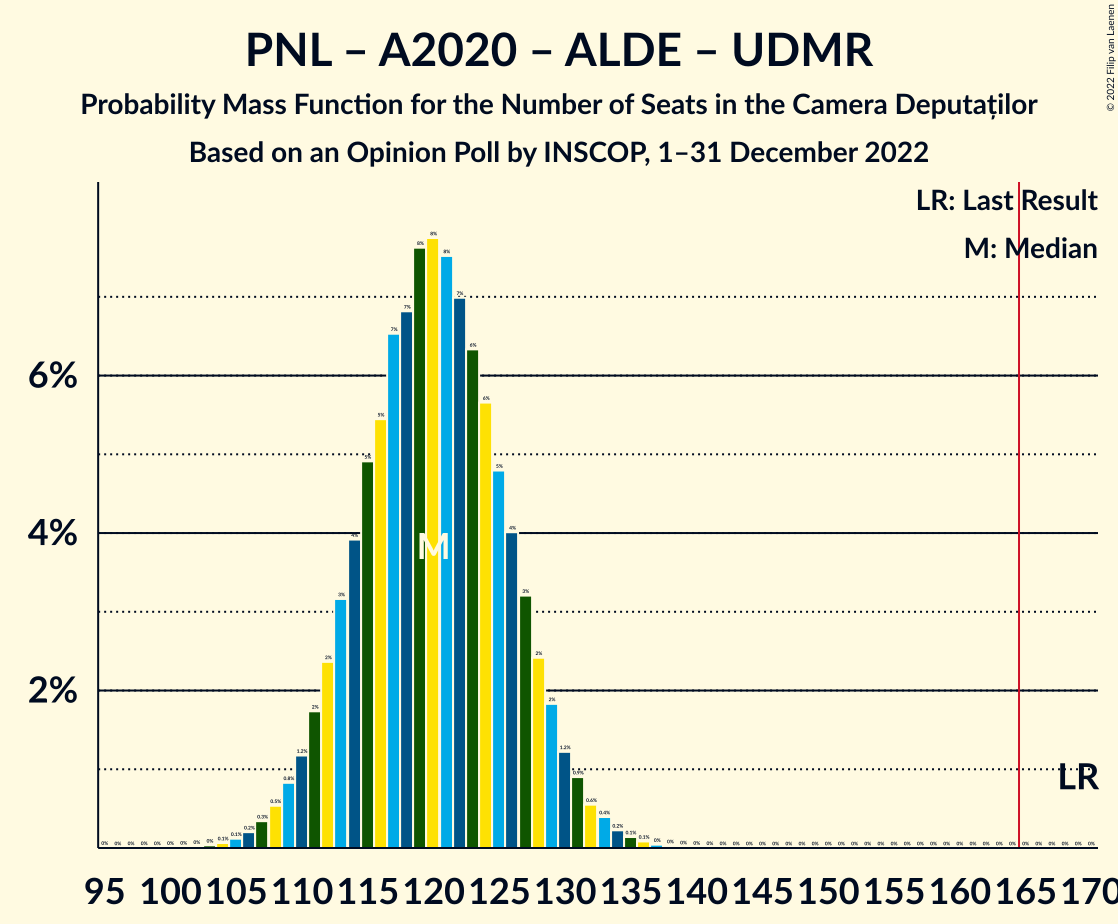 PNL – A2020 – ALDE – UDMR
Probability Mass Function for the Number of Seats in the Camera Deputaților
Based on an Opinion Poll by INSCOP, 1–31 December 2022
© 2022 Filip van Laenen
LR: Last Result
M: Median
6%
4%
2%
M
LR
95 100 105 110 115 120 125 130 135 140 145 150 155 160 165 170